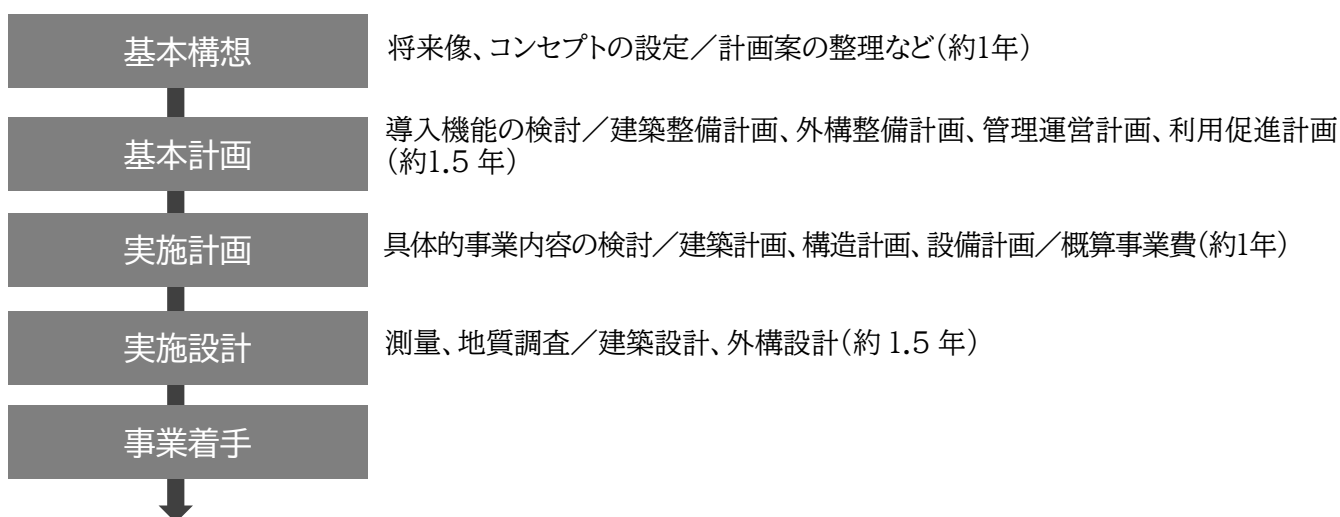 基本構想
将来像、コンセプトの設定／計画案の整理など（約1年）
基本計画
導入機能の検討／建築整備計画、外構整備計画、管理運営計画、利用促進計画
（約1.5 年）
実施計画
具体的事業内容の検討／建築計画、構造計画、設備計画／概算事業費（約1年）
実施設計
測量、地質調査／建築設計、外構設計（約 1.5 年）
事業着手